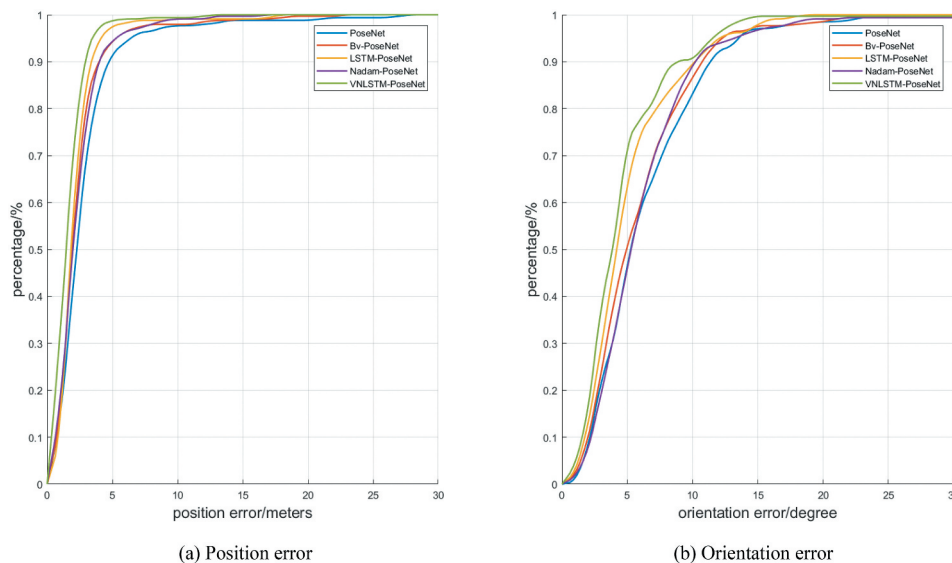 1
0.9
0.8
0.7
0.6
0.5
0.4
0.3
0.2
0.1
0
percentage/%
PoseNet
Bv-PoseNet
LSTM-PoseNet
Nadam-PoseNet
VNLSTM-PoseNet
0 5 10 15 20 25 30
position error/meters
(a) Position error
1
0.9
0.8
0.7
0.6
0.5
0.4
0.3
0.2
0.1
0
percentage/%
PoseNet
Bv-PoseNet
LSTM-PoseNet
Nadam-PoseNet
VNLSTM-PoseNet
0 5 10 15 20 25
orientation error/degree
(b) Orientation error